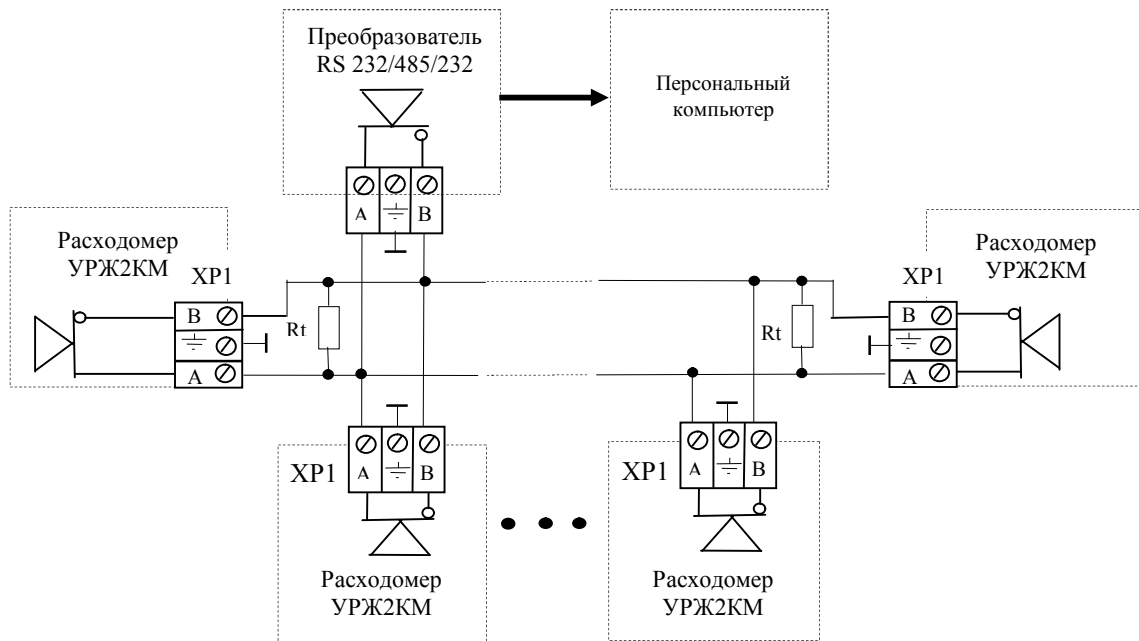 Преобразователь
RS 232/485/232
Персональный
компьютер
A
B
Расходомер
УРЖ2КМ
XP1
B
A
Rt
Rt
XP1
Расходомер
УРЖ2КМ
B
A
XP1
A
B
Расходомер
УРЖ2КМ
XP1
A
B
Расходомер
УРЖ2КМ